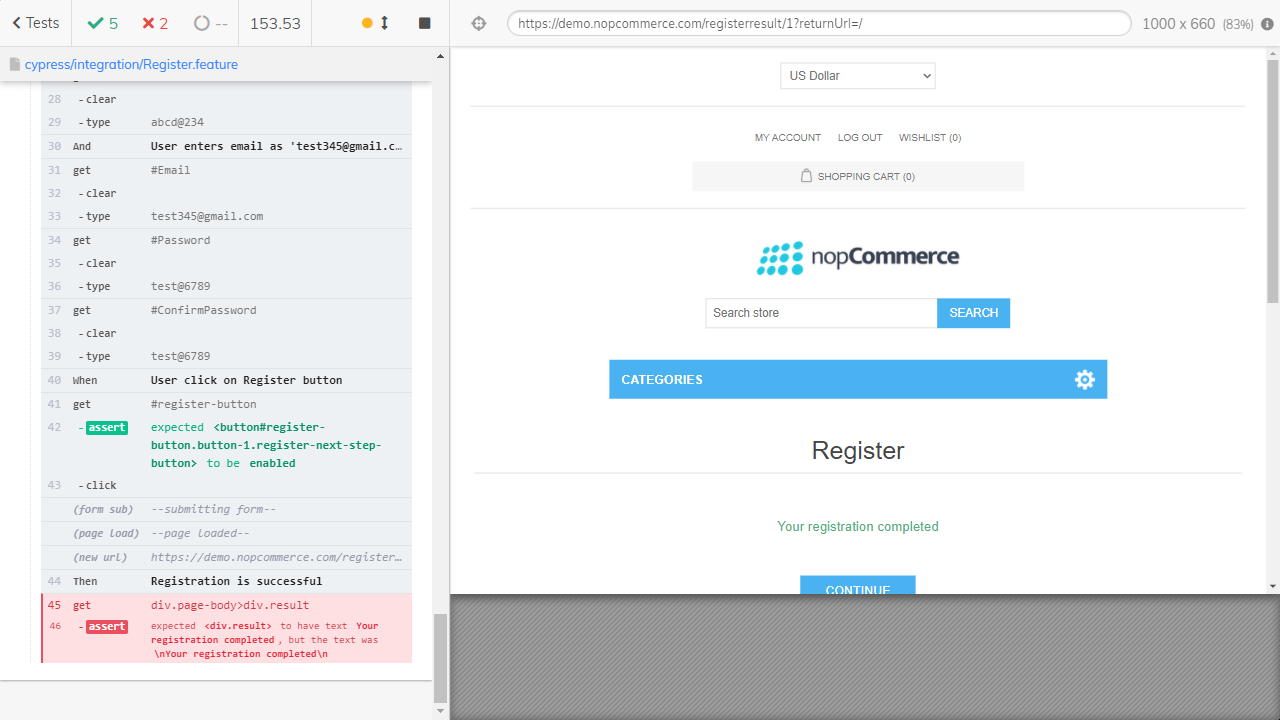 Tests
5
2
--
153.53
https://demo.nopcommerce.com/registerresult/1?returnUrl=/
1000 x 660 (83%)
cypress/integration/Register.feature
28 - clear
29 - type abcd@234
30 And User enters email as 'test345@gmail.c…
31 get #Email
32 - clear
33 - type test345@gmail.com
34 get #Password
35 - clear
36 - type test@6789
37 get #ConfirmPassword
38 - clear
39 - type test@6789
40 When User click on Register button
41 get #register-button
42 - assert expected <button#register-
button.button-1.register-next-step-
button> to be enabled
43 - click
(form sub) --submitting form--
(page load) --page loaded--
(new url) https://demo.nopcommerce.com/register…
44 Then Registration is successful
45 get div.page-body>div.result
46 - assert expected <div.result> to have text Your
registration completed, but the text was
\nYour registration completed\n
US Dollar
MY ACCOUNT LOG OUT WISHLIST (0)
SHOPPING CART (0)
nopCommerce
Search store SEARCH
CATEGORIES
Register
Your registration completed
CONTINUE